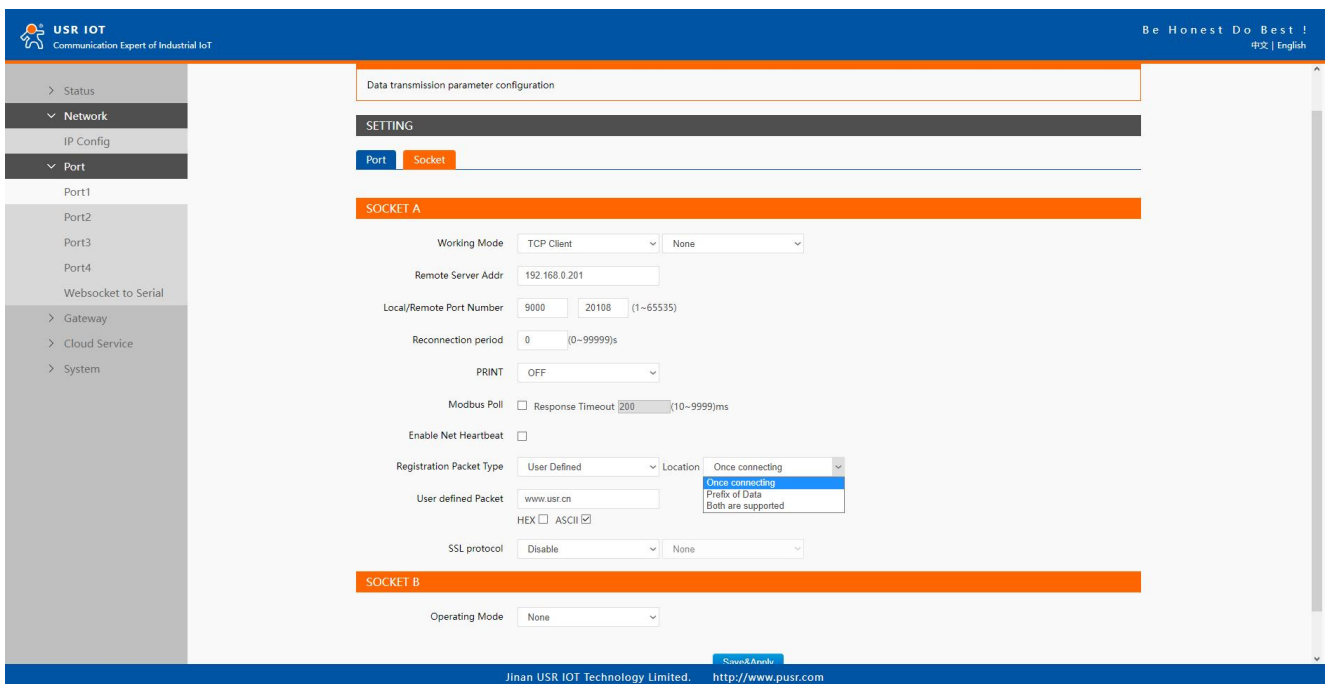 USR IOT
Communication Expert of Industrial IoT
Be Honest Do Best !
中文 | English
Status
Network
IP Config
Port
Port1
Port2
Port3
Port4
Websocket to Serial
Gateway
Cloud Service
System
Data transmission parameter configuration
SETTING
Port Socket
SOCKET A
Working Mode TCP Client None
Remote Server Addr 192.168.0.201
Local/Remote Port Number 9000 20108 (1~65535)
Reconnection period 0 (0~99999)s
PRINT OFF
Modbus Poll Response Timeout 200 (10~9999)ms
Enable Net Heartbeat
Registration Packet Type User Defined Location Once connecting
Once connecting
Prefix of Data
Both are supported
User defined Packet www.usr.cn
HEX ASCII
SSL protocol Disable None
SOCKET B
Operating Mode None
Save&Apply
Jinan USR IOT Technology Limited. http://www.pusr.com